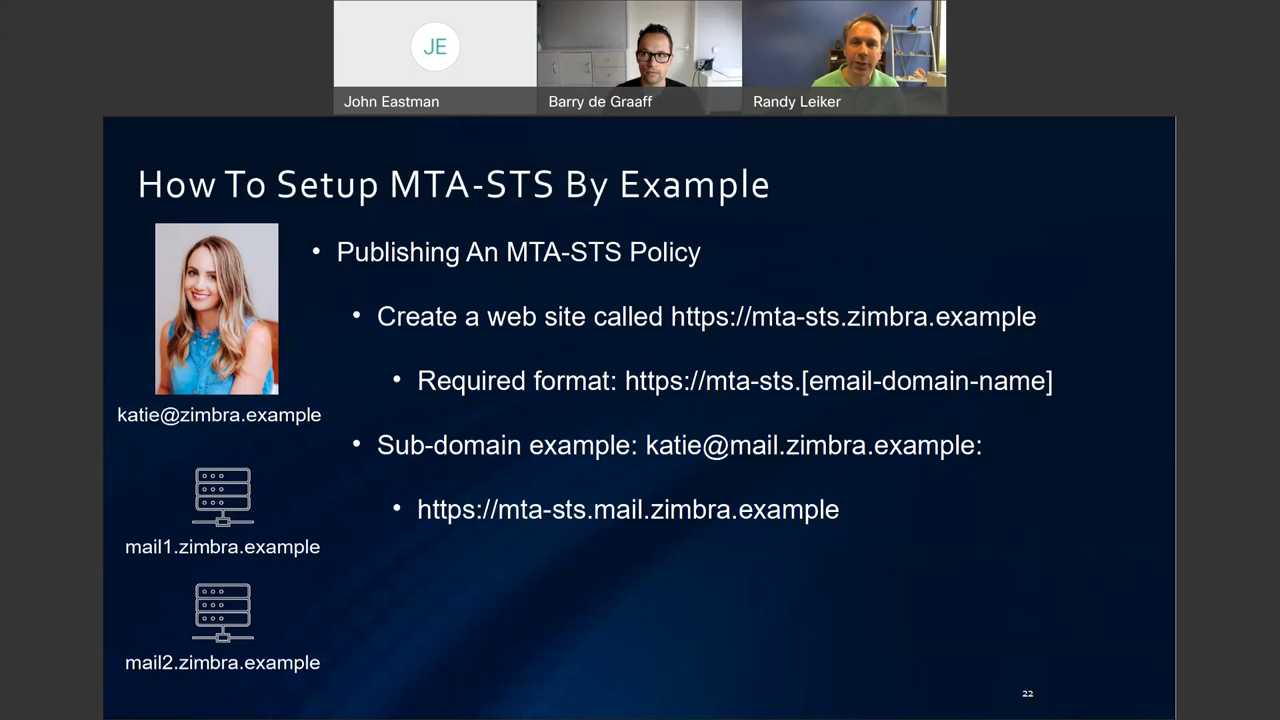 JE
John Eastman
Barry de Graaff
Randy Leiker
How To Setup MTA-STS By Example
• Publishing An MTA-STS Policy
• Create a web site called https://mta-sts.zimbra.example
• Required format: https://mta-sts.[email-domain-name]
• Sub-domain example: katie@mail.zimbra.example:
• https://mta-sts.mail.zimbra.example
katie@zimbra.example
mail1.zimbra.example
mail2.zimbra.example
22